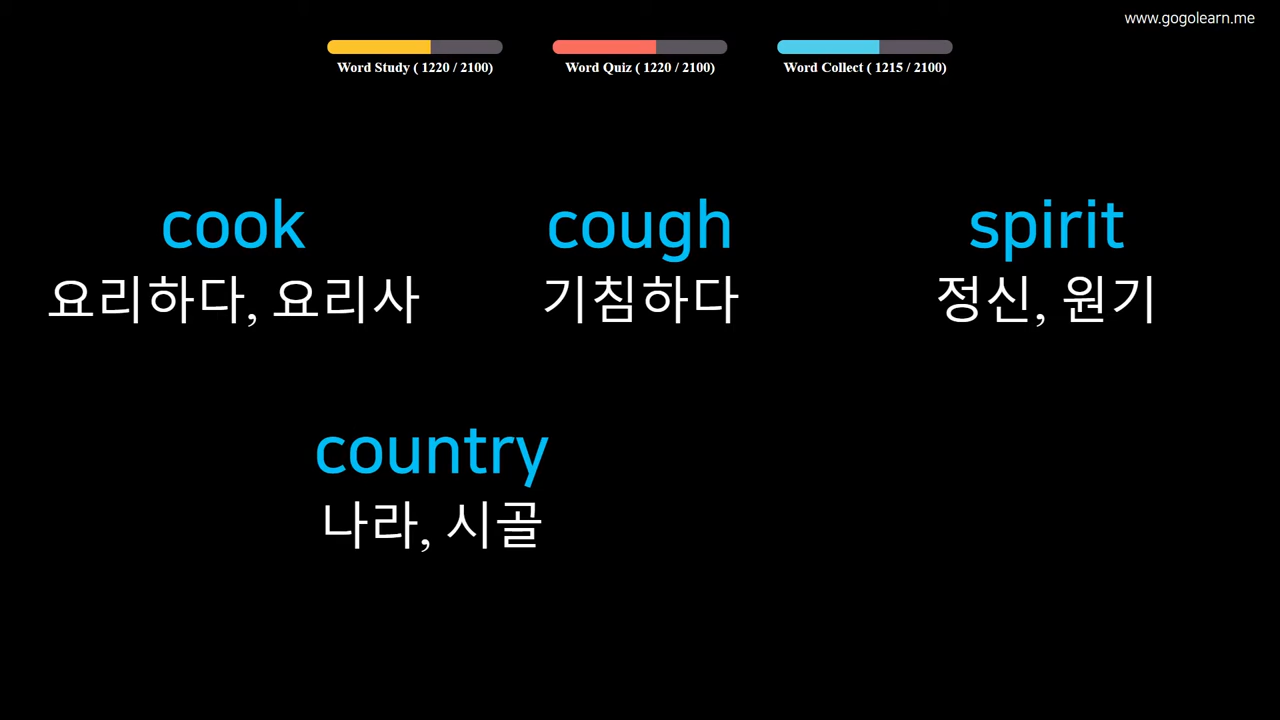 www.gogolearn.me
Word Study ( 1220 / 2100)
Word Quiz ( 1220 / 2100)
Word Collect ( 1215 / 2100)
cook
요리하다, 요리사
cough
기침하다
spirit
정신, 원기
country
나라, 시골